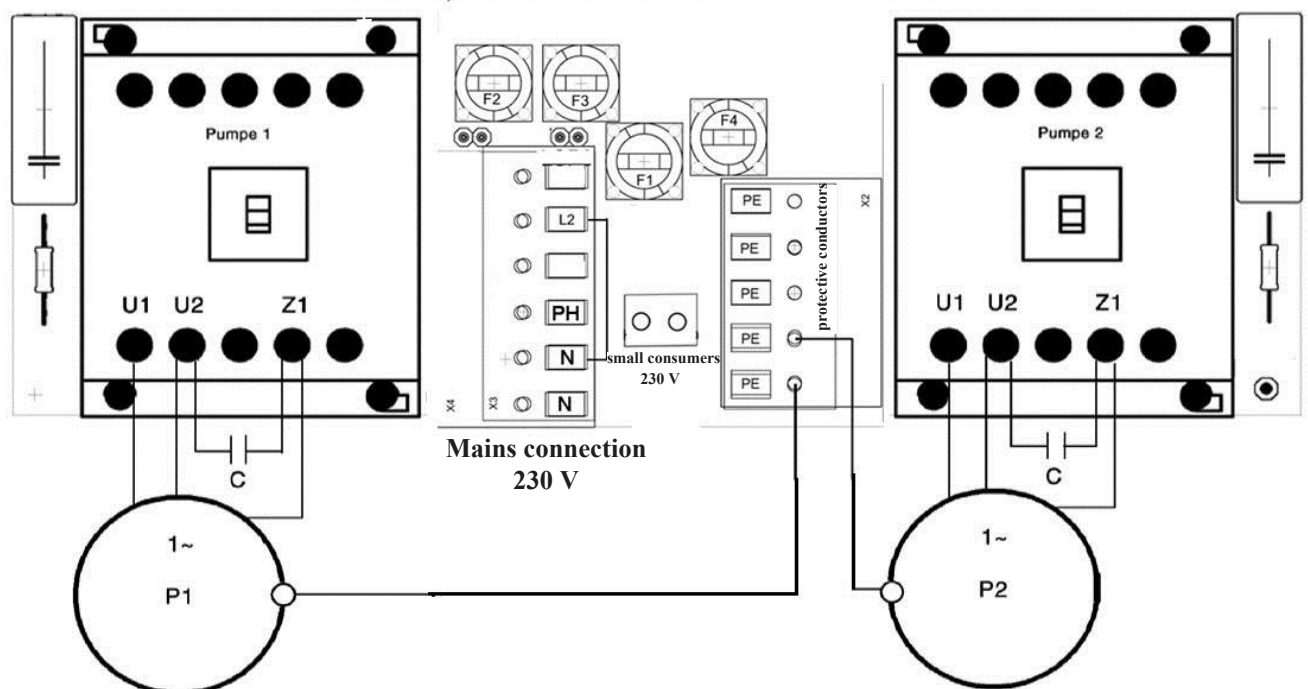 F2
F3
F4
F1
Pumpe 1
Pumpe 2
L2
PH
N
N
X4
X3
PE
PE
PE
PE
PE
protective conductors
X2
small consumers
230 V
U1 U2 Z1
U1 U2 Z1
Mains connection
230 V
C
C
1~
P1
1~
P2